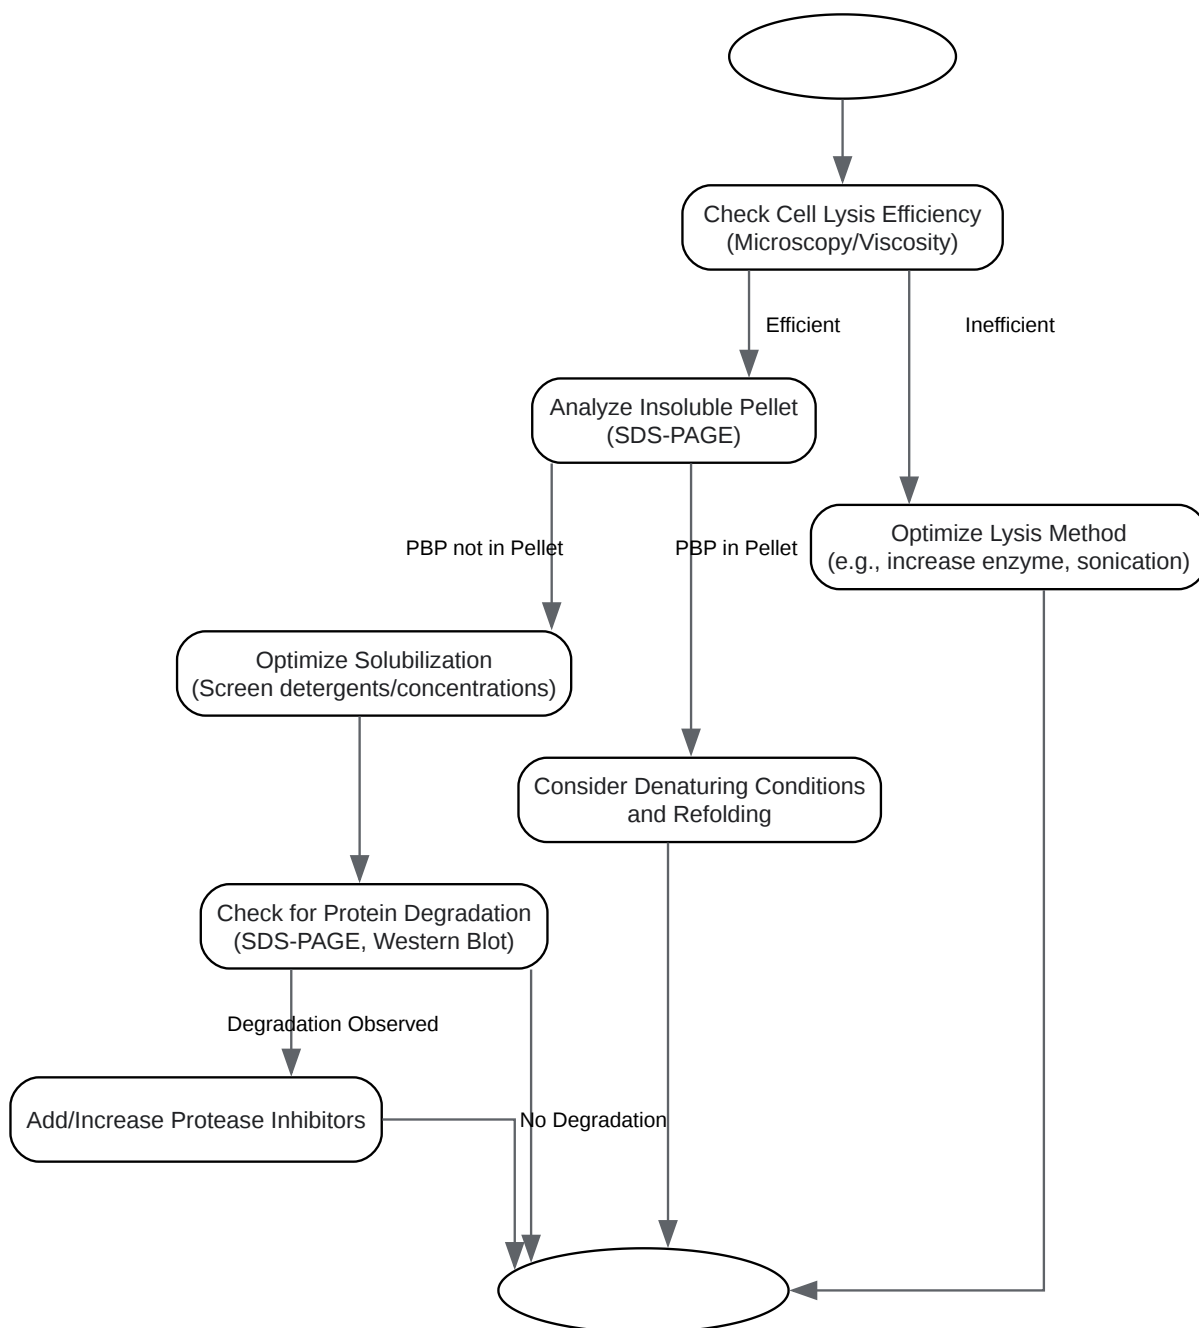 Check Cell Lysis Efficiency
(Microscopy/Viscosity)
Efficient
Inefficient
Analyze Insoluble Pellet
(SDS-PAGE)
Optimize Lysis Method
(e.g., increase enzyme, sonication)
PBP not in Pellet
PBP in Pellet
Optimize Solubilization
(Screen detergents/concentrations)
Consider Denaturing Conditions
and Refolding
Check for Protein Degradation
(SDS-PAGE, Western Blot)
Degradation Observed
Add/Increase Protease Inhibitors
No Degradation